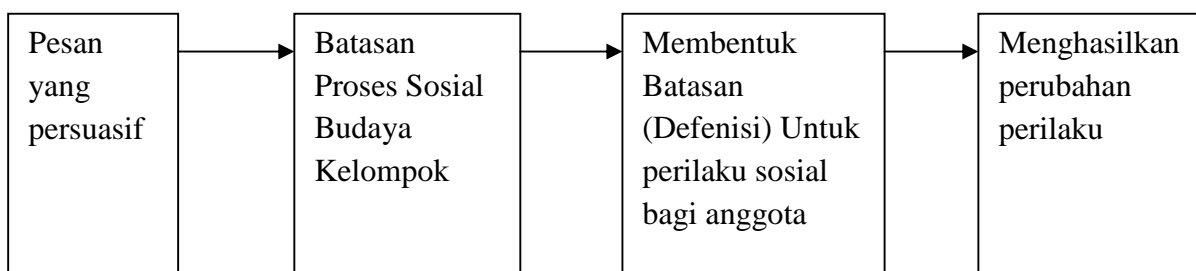 Pesan
yang
persuasif
Batasan
Proses Sosial
Budaya
Kelompok
Membentuk
Batasan
(Defenisi) Untuk
perilaku sosial
bagi anggota
Menghasilkan
perubahan
perilaku